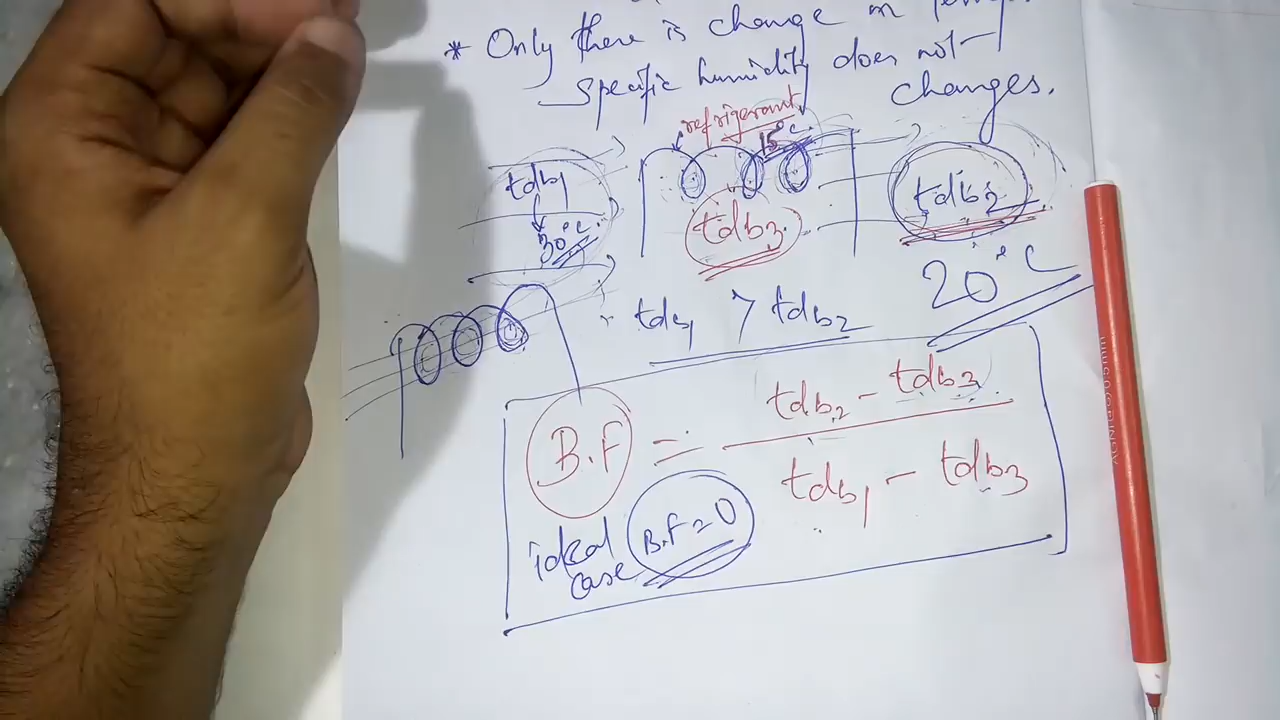 * Only there is change in
specific humidity does not
changes.
refrigerant
15°C
tdb1
30°C
tdb3
tdb2
20°C
tdb1 > tdb2
B.F = tdb2 - tdb3
tdb1 - tdb3
ideal
case
B.F = 0